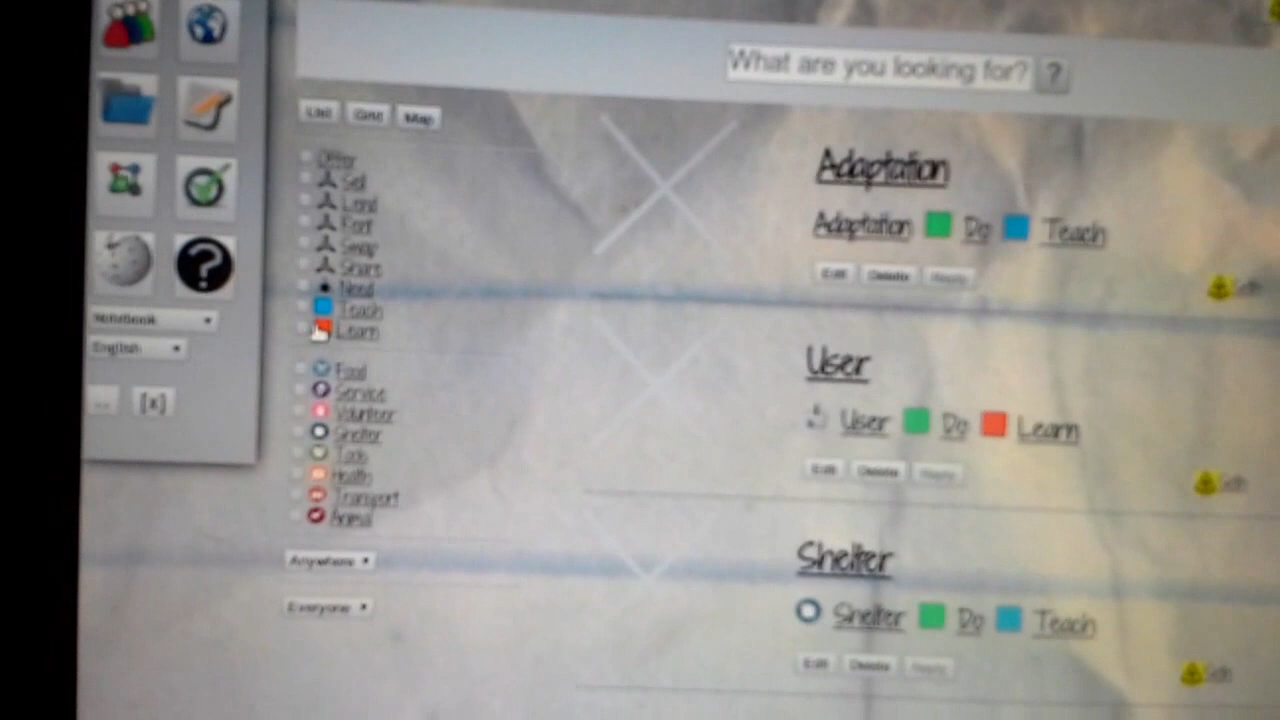 What are you looking for? ?
List Grid Map
Offer
Sell
Lend
Rent
Swap
Share
Need
Teach
Learn
Food
Service
Volunteer
Shelter
Tools
Health
Transport
Animal
Anywhere
Everyone
Notebook
English
... [x]
Adaptation
Adaptation Do Teach
Edit Delete Reply
User
User Do Learn
Edit Delete Reply
Shelter
Shelter Do Teach
Edit Delete Reply